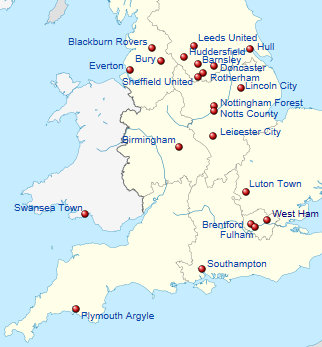 Leeds United
Blackburn Rovers
Huddersfield
Hull
Bury
Barnsley
Everton
Doncaster
Sheffield United
Rotherham
Lincoln City
Nottingham Forest
Notts County
Leicester City
Birmingham
Luton Town
Swansea Town
West Ham
Brentford
Fulham
Southampton
Plymouth Argyle